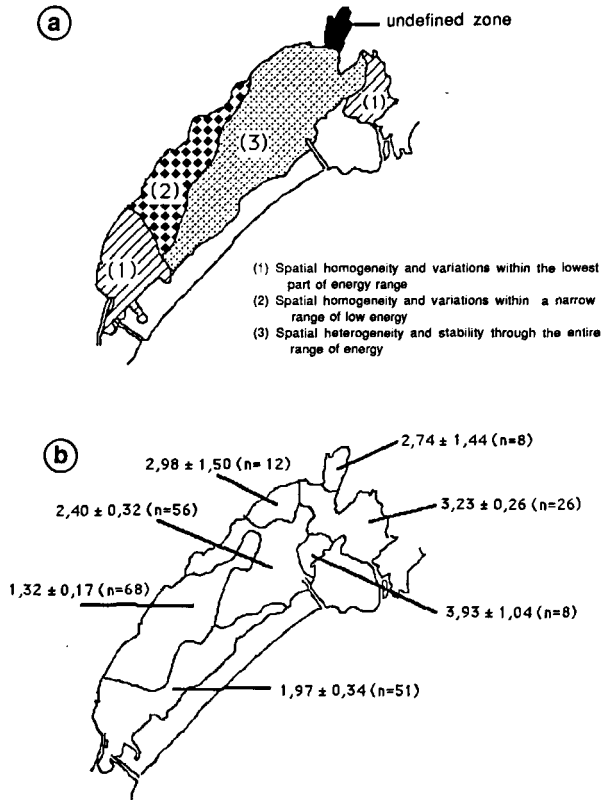 a
undefined zone
(1)
(3)
(2)
(1)
(1) Spatial homogeneity and variations within the lowest
part of energy range
(2) Spatial homogeneity and variations within a narrow
range of low energy
(3) Spatial heterogeneity and stability through the entire
range of energy
b
2,74 ± 1,44 (n=8)
2,98 ± 1,50 (n= 12)
2,40 ± 0,32 (n=56)
3,23 ± 0,26 (n=26)
1,32 ± 0,17 (n=68)
3,93 ± 1,04 (n=8)
1,97 ± 0,34 (n=51)